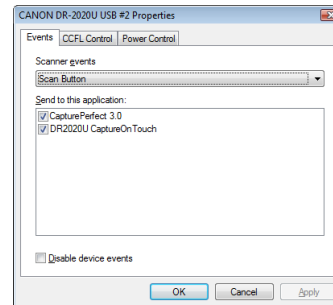 CANON DR-2020U USB #2 Properties
Events
CCFL Control
Power Control
Scanner events
Scan Button
Send to this application:
CapturePerfect 3.0
DR2020U CaptureOnTouch
Disable device events
OK
Cancel
Apply